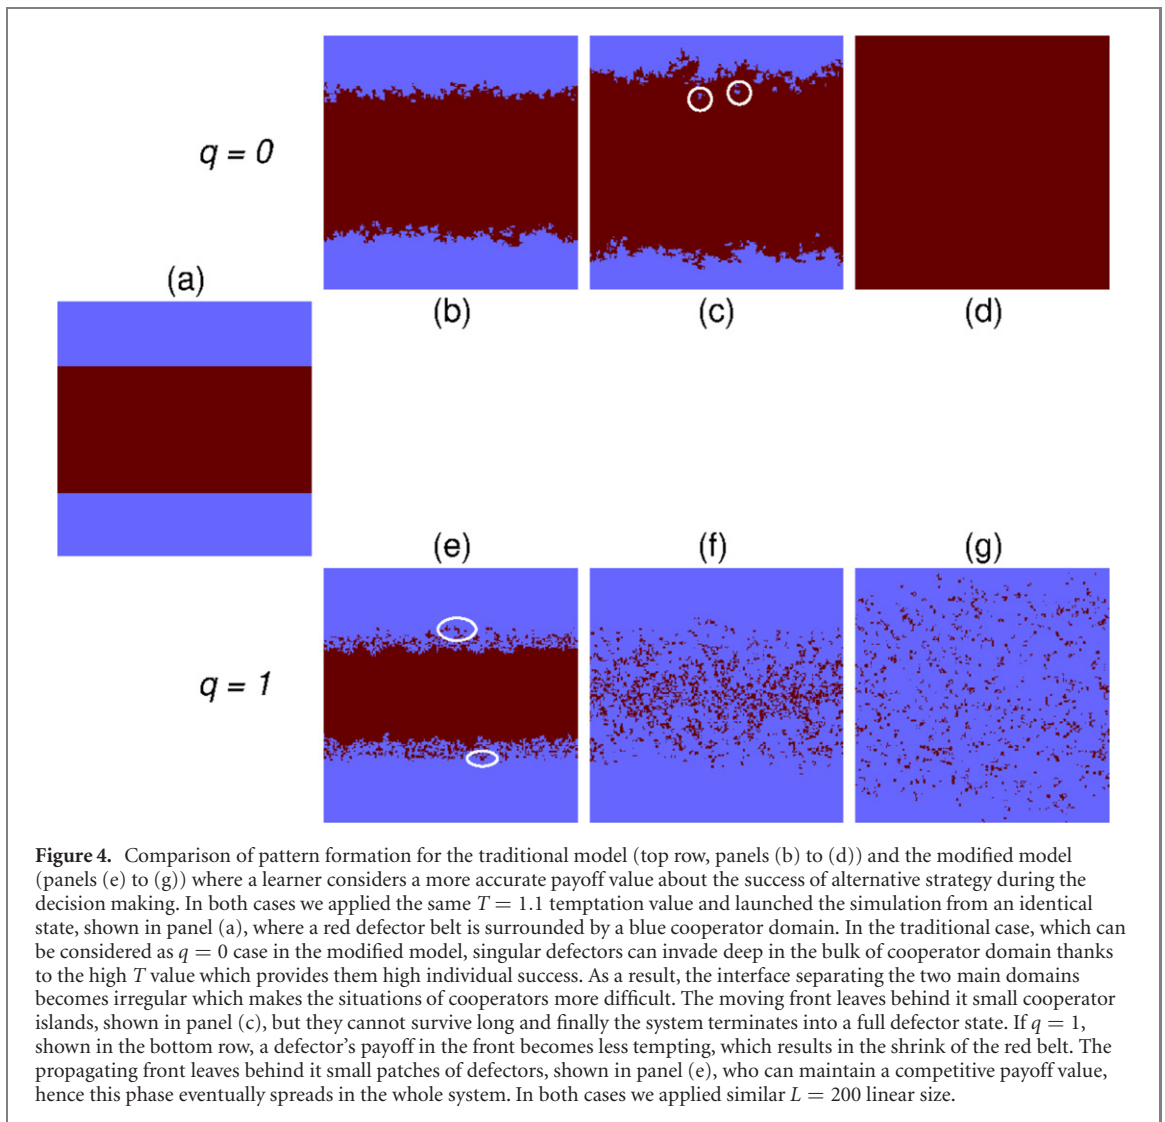 q = 0
(a)
(b)
(c)
(d)
(e)
(f)
(g)
q = 1
Figure 4. Comparison of pattern formation for the traditional model (top row, panels (b) to (d)) and the modified model
(panels (e) to (g)) where a learner considers a more accurate payoff value about the success of alternative strategy during the
decision making. In both cases we applied the same T = 1.1 temptation value and launched the simulation from an identical
state, shown in panel (a), where a red defector belt is surrounded by a blue cooperator domain. In the traditional case, which can
be considered as q = 0 case in the modified model, singular defectors can invade deep in the bulk of cooperator domain thanks
to the high T value which provides them high individual success. As a result, the interface separating the two main domains
becomes irregular which makes the situations of cooperators more difficult. The moving front leaves behind it small cooperator
islands, shown in panel (c), but they cannot survive long and finally the system terminates into a full defector state. If q = 1,
shown in the bottom row, a defector's payoff in the front becomes less tempting, which results in the shrink of the red belt. The
propagating front leaves behind it small patches of defectors, shown in panel (e), who can maintain a competitive payoff value,
hence this phase eventually spreads in the whole system. In both cases we applied similar L = 200 linear size.